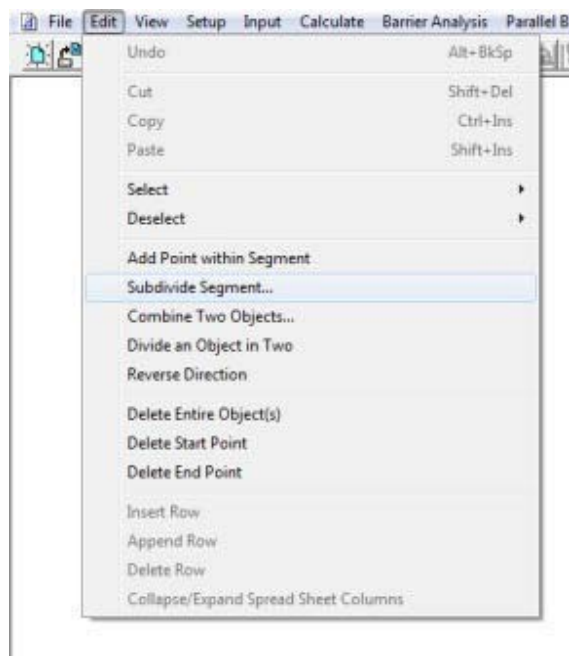 File Edit View Setup Input Calculate Barrier Analysis Parallel B
Undo Alt+BkSp
Cut Shift+Del
Copy Ctrl+Ins
Paste Shift+Ins
Select
Deselect
Add Point within Segment
Subdivide Segment...
Combine Two Objects...
Divide an Object in Two
Reverse Direction
Delete Entire Object(s)
Delete Start Point
Delete End Point
Insert Row
Append Row
Delete Row
Collapse/Expand Spread Sheet Columns